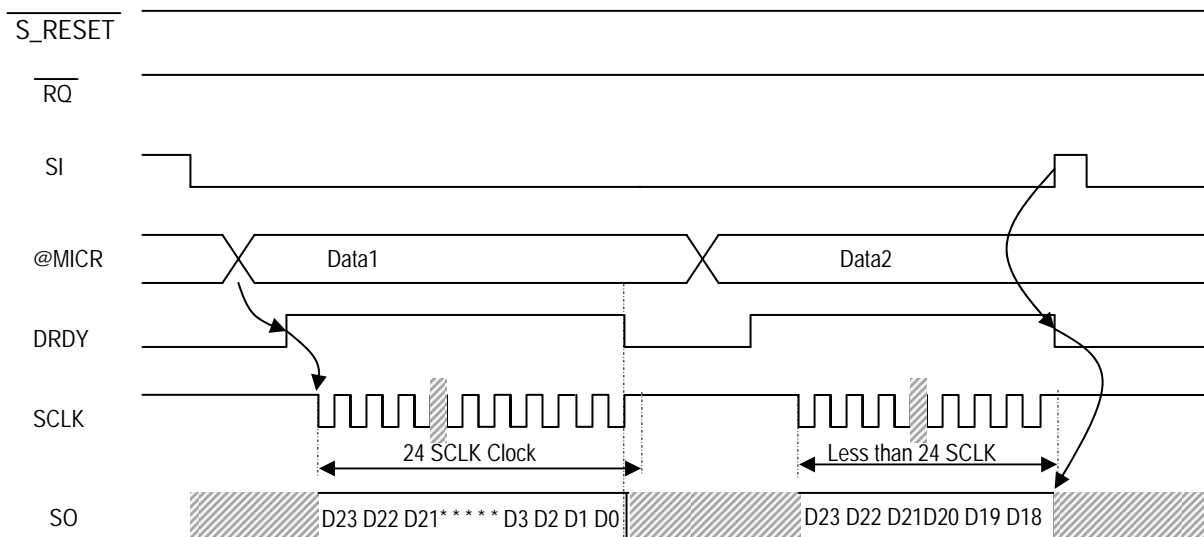 S_RESET
RQ
SI
@MICR Data1 Data2
DRDY
SCLK
24 SCLK Clock Less than 24 SCLK
SO D23 D22 D21* * * * * D3 D2 D1 D0 D23 D22 D21D20 D19 D18